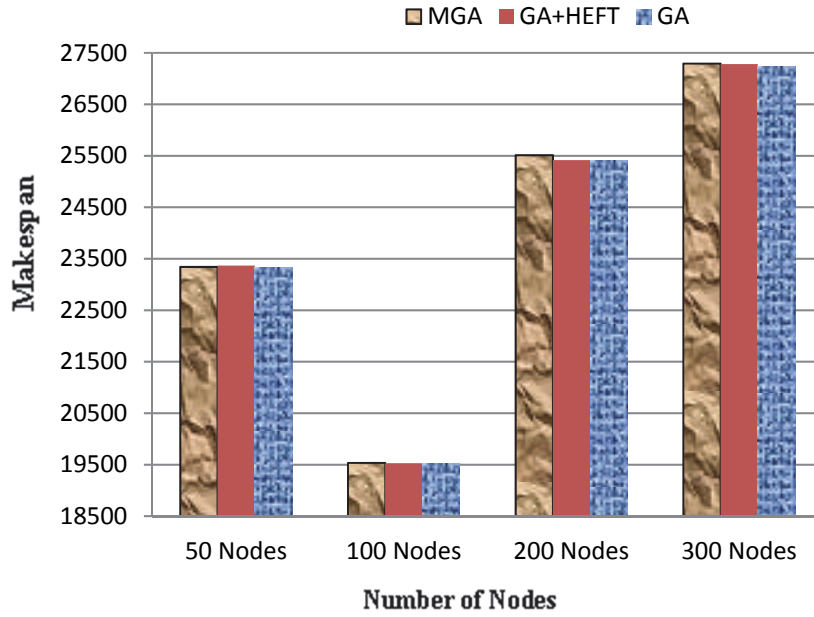 MGA GA+HEFT GA
27500
26500
25500
24500
23500
22500
21500
20500
19500
18500
Makespan
50 Nodes 100 Nodes 200 Nodes 300 Nodes
Number of Nodes